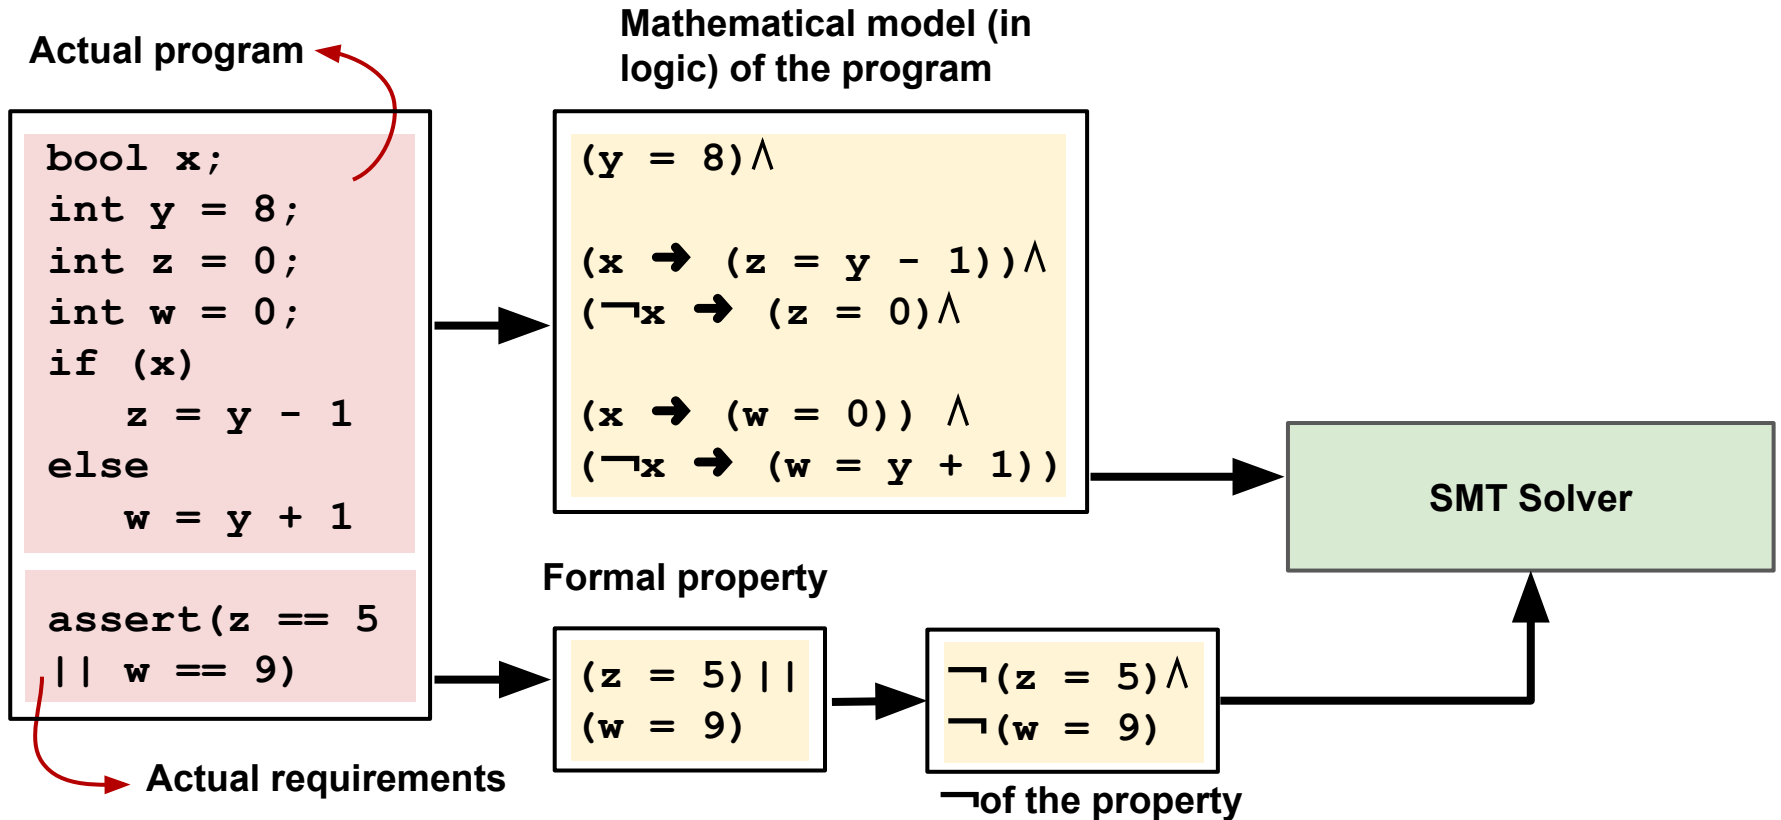 Actual program
Mathematical model (in
logic) of the program
bool x;
int y = 8;
int z = 0;
int w = 0;
if (x)
z = y - 1
else
w = y + 1
assert(z == 5
|| w == 9)
Actual requirements
(y = 8)∧
(x ➜ (z = y - 1))∧
(¬x ➜ (z = 0)∧
(x ➜ (w = 0)) ∧
(¬x ➜ (w = y + 1))
Formal property
(z = 5)||
(w = 9)
¬(z = 5)∧
¬(w = 9)
¬of the property
SMT Solver